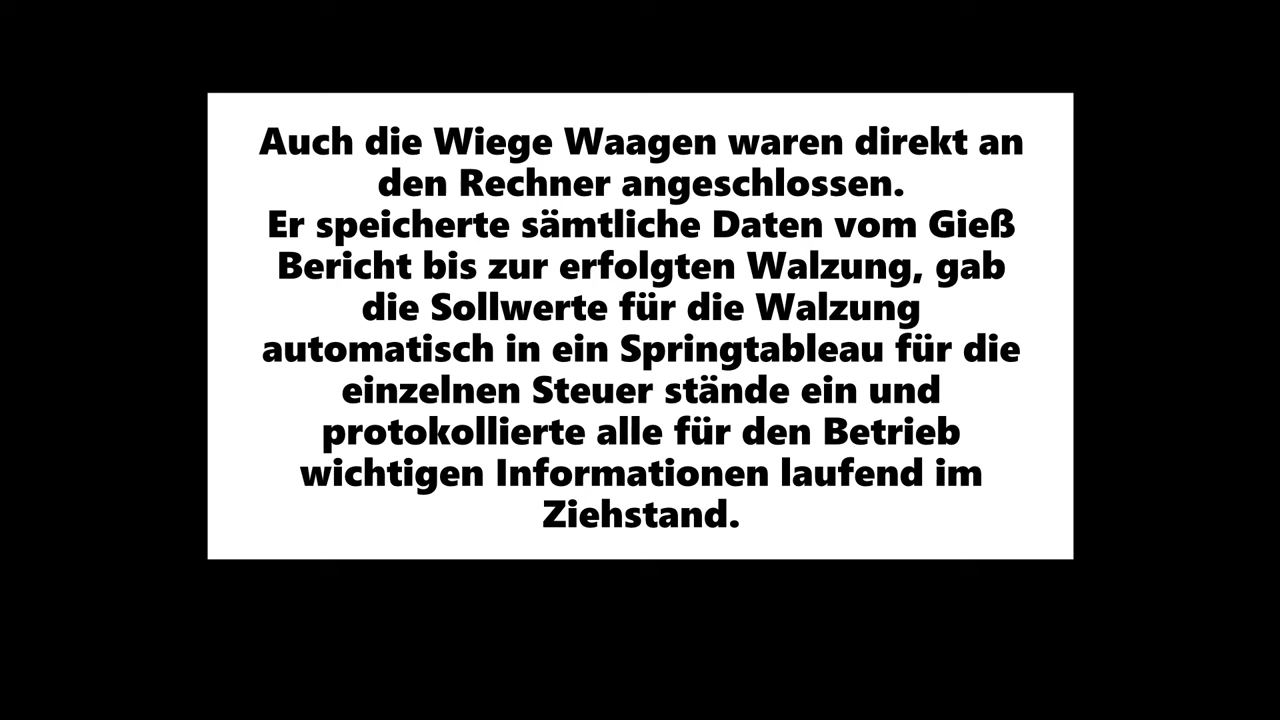 Auch die Wiege Waagen waren direkt an
den Rechner angeschlossen.
Er speicherte sämtliche Daten vom Gieß
Bericht bis zur erfolgten Walzung, gab
die Sollwerte für die Walzung
automatisch in ein Springtableau für die
einzelnen Steuer stände ein und
protokollierte alle für den Betrieb
wichtigen Informationen laufend im
Ziehstand.